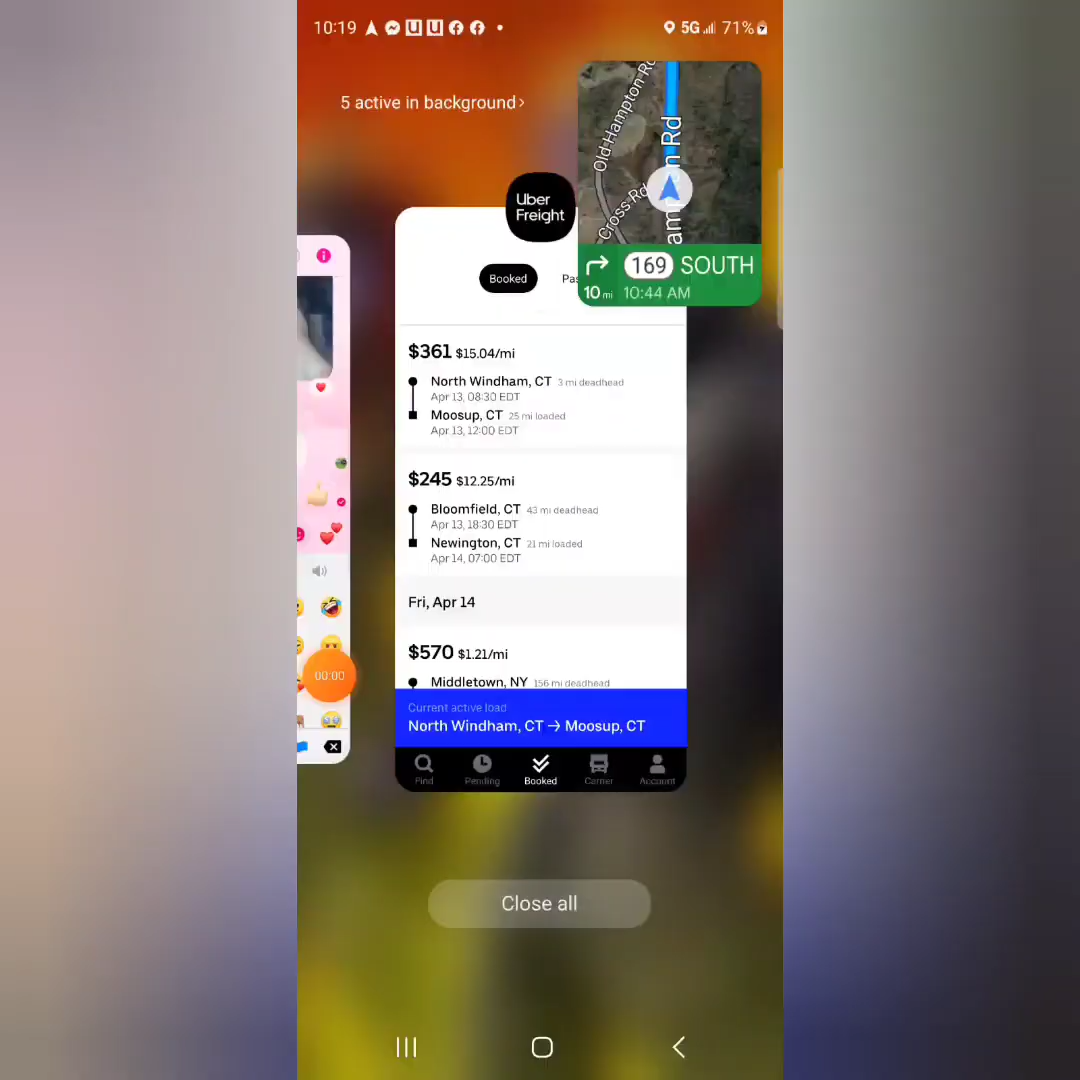 10:19
5G 71%
5 active in background>
Old Hampton Rd
Cross Rd
169 SOUTH
10 mi 10:44 AM
Uber
Freight
Booked
$361 $15.04/mi
North Windham, CT 3 mi deadhead
Apr 13, 08:30 EDT
Moosup, CT 25 mi loaded
Apr 13, 12:00 EDT
$245 $12.25/mi
Bloomfield, CT 43 mi deadhead
Apr 13, 18:30 EDT
Newington, CT 21 mi loaded
Apr 14, 07:00 EDT
Fri, Apr 14
$570 $1.21/mi
Middletown, NY 156 mi deadhead
00:00
Current active load
North Windham, CT → Moosup, CT
Find Pending Booked Carrier Account
Close all